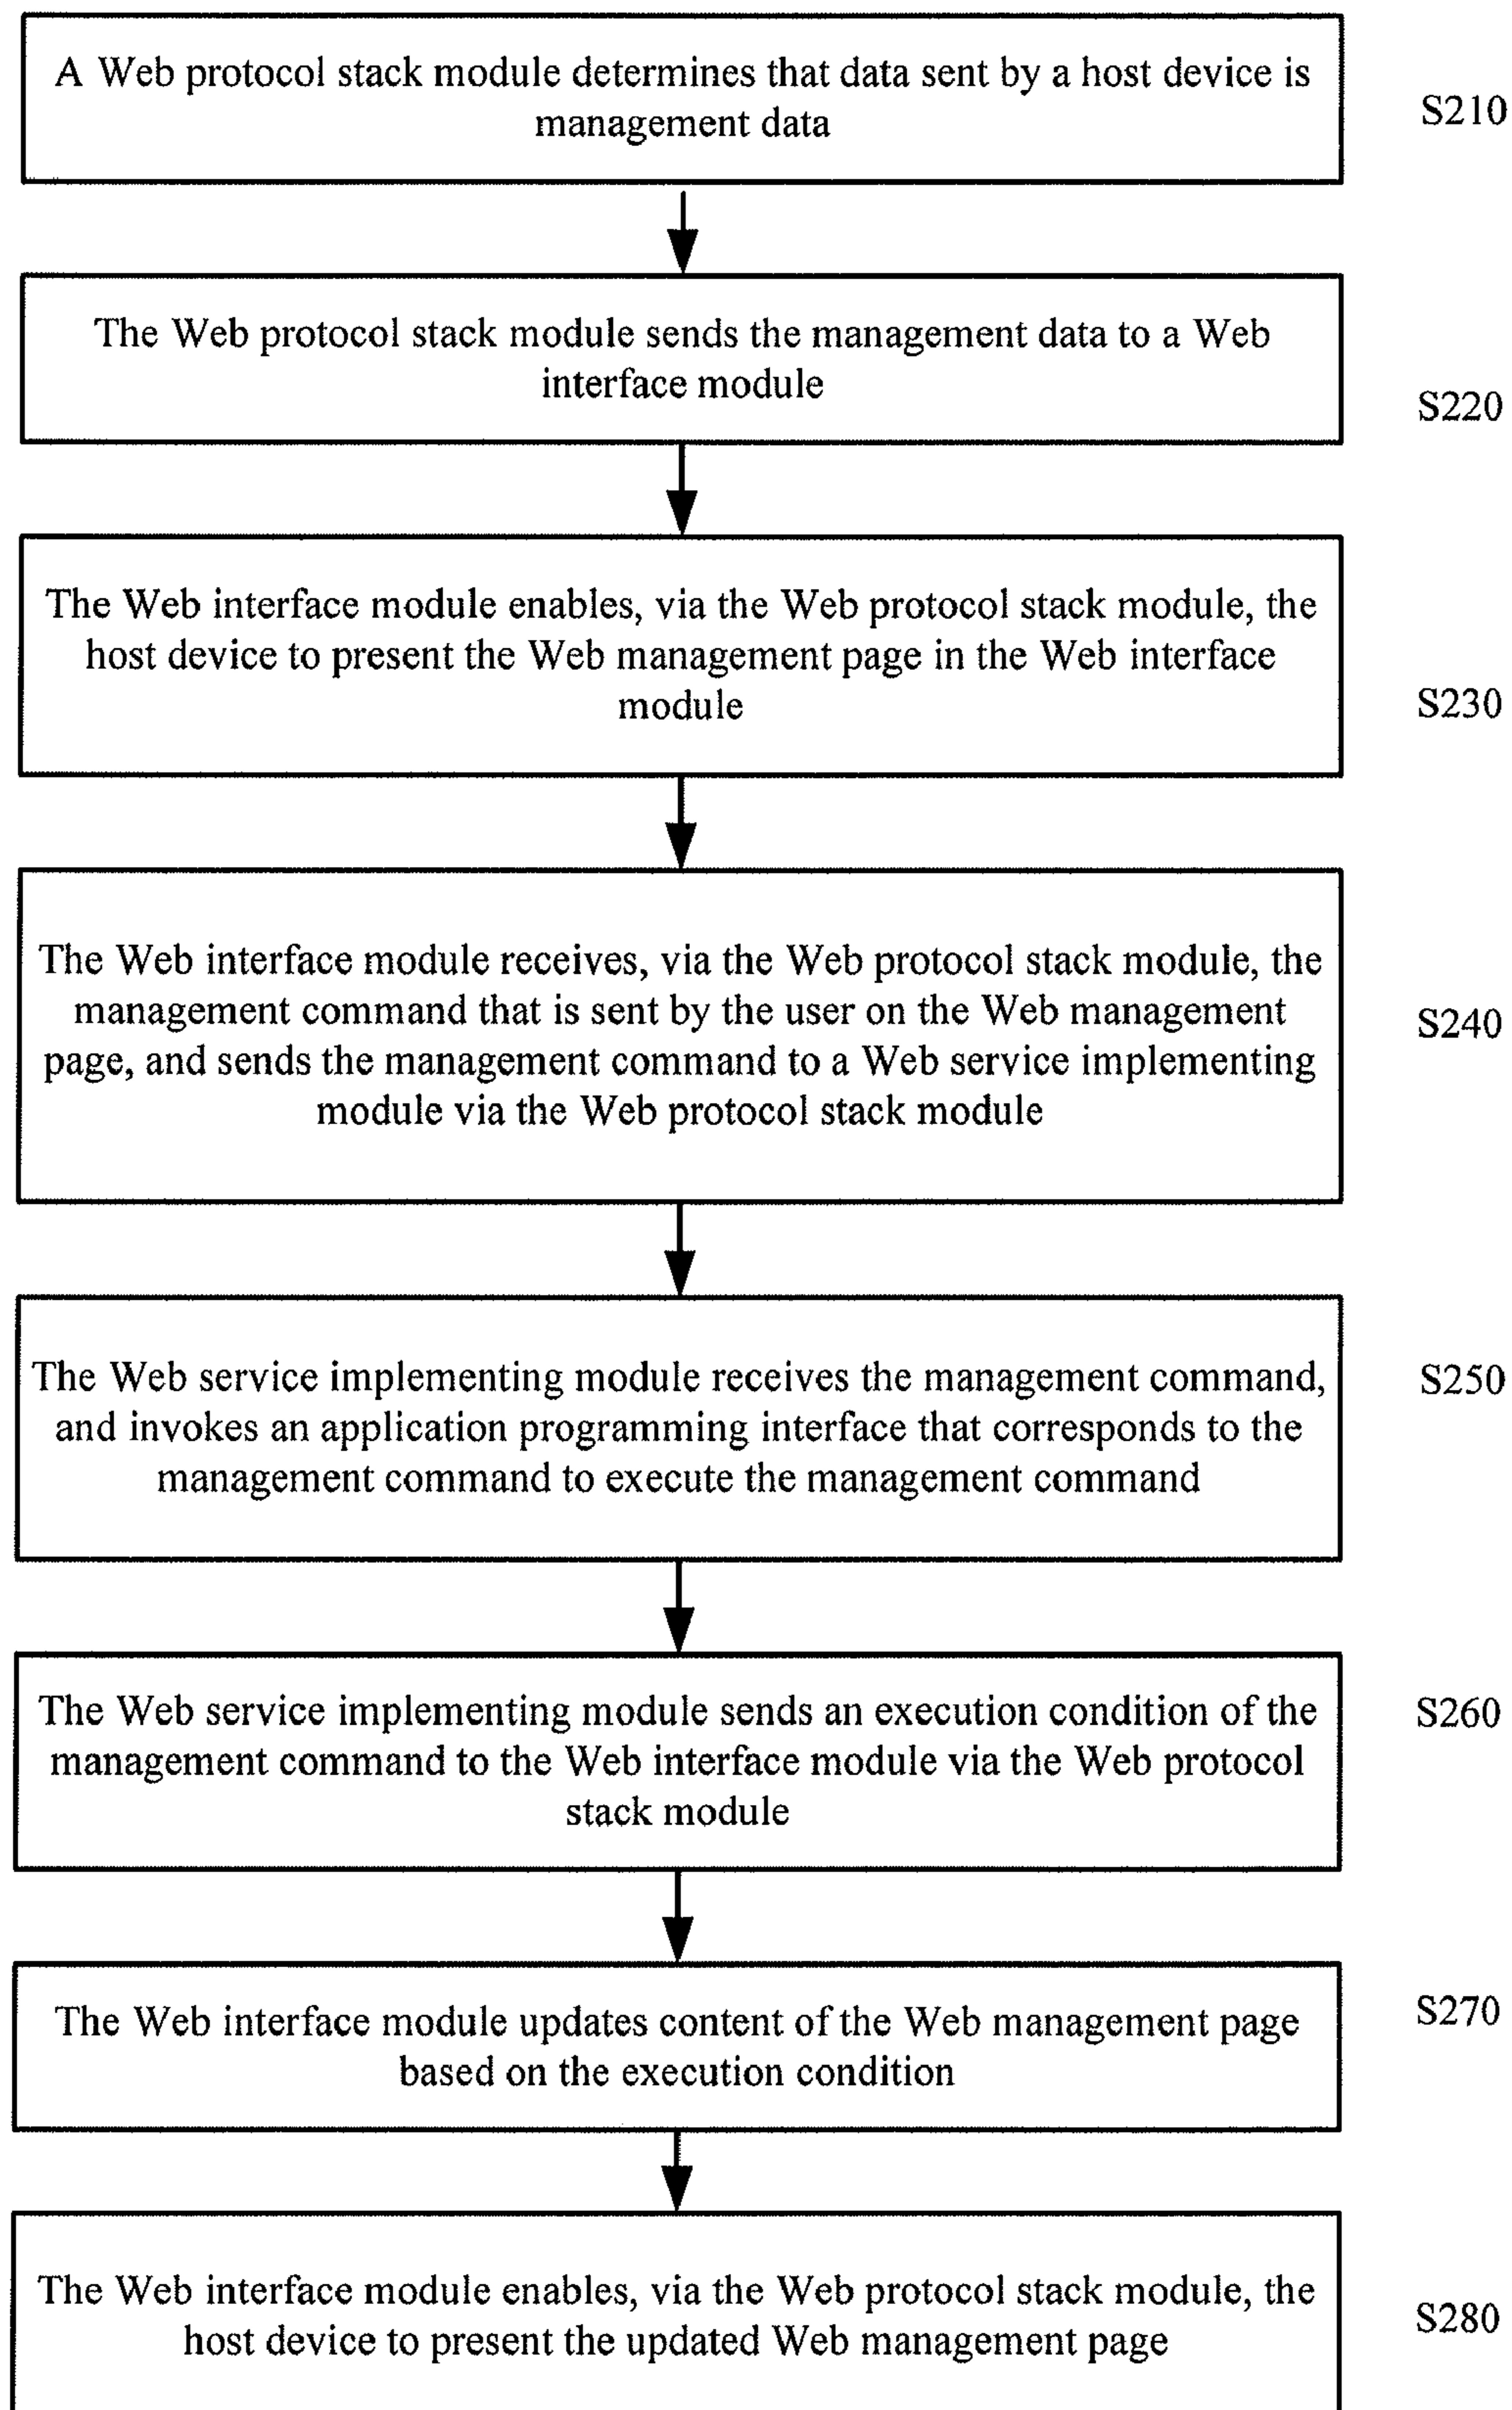 A Web protocol stack module determines that data sent by a host device is
management data
S210
The Web protocol stack module sends the management data to a Web
interface module
S220
The Web interface module enables, via the Web protocol stack module, the
host device to present the Web management page in the Web interface
module
S230
The Web interface module receives, via the Web protocol stack module, the
management command that is sent by the user on the Web management
page, and sends the management command to a Web service implementing
module via the Web protocol stack module
S240
The Web service implementing module receives the management command,
and invokes an application programming interface that corresponds to the
management command to execute the management command
S250
The Web service implementing module sends an execution condition of the
management command to the Web interface module via the Web protocol
stack module
S260
The Web interface module updates content of the Web management page
based on the execution condition
S270
The Web interface module enables, via the Web protocol stack module, the
host device to present the updated Web management page
S280